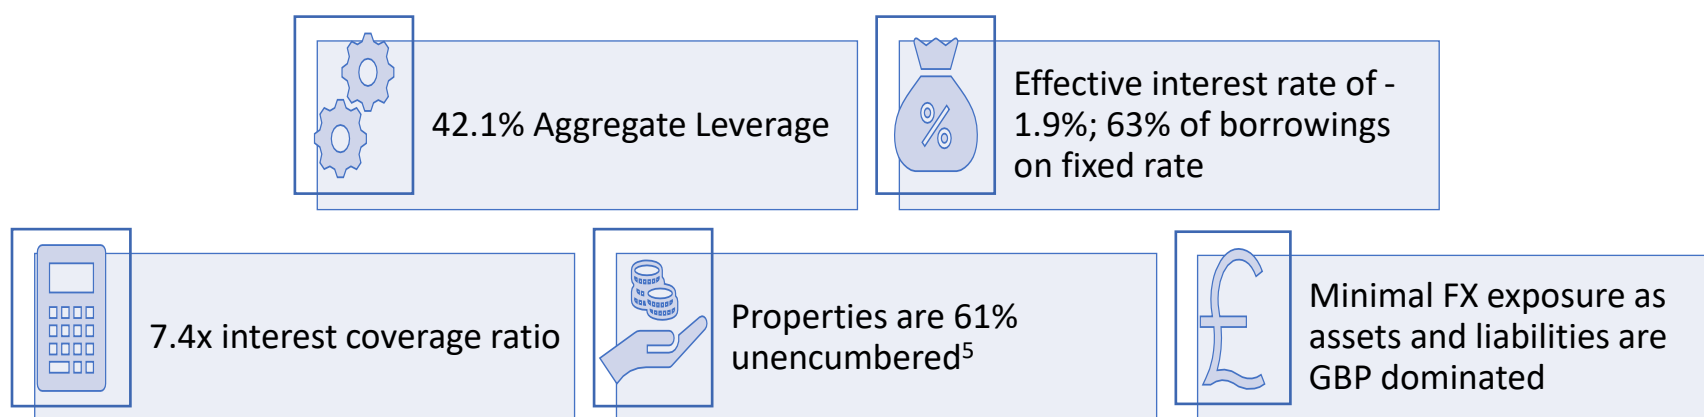 42.1% Aggregate Leverage
%
Effective interest rate of -
1.9%; 63% of borrowings
on fixed rate
7.4x interest coverage ratio
Properties are 61%
unencumbered⁵
£
Minimal FX exposure as
assets and liabilities are
GBP dominated